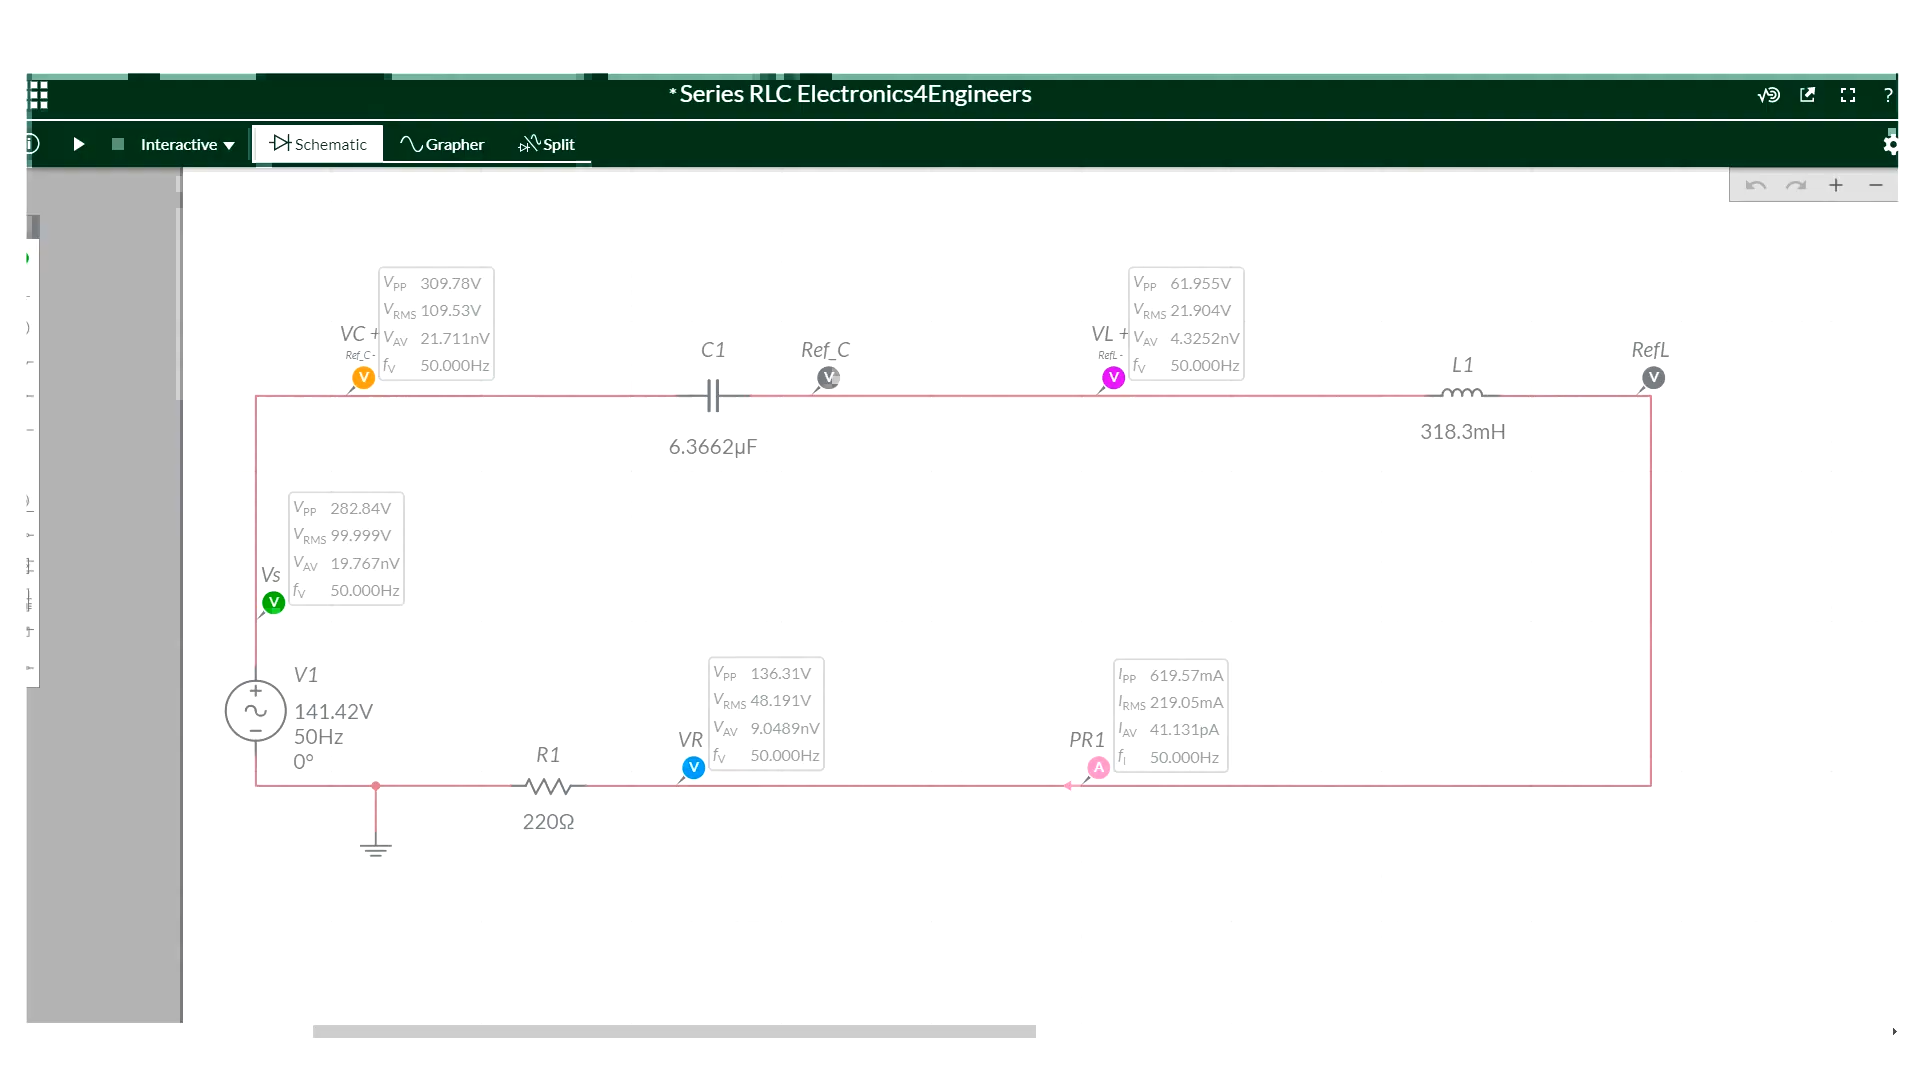 *Series RLC Electronics4Engineers
?
i
Interactive
Schematic
Grapher
Split
VPP 309.78V
VRMS 109.53V
VAV 21.711nV
fV 50.000Hz
VC +
Ref_C -
V
C1
6.3662µF
Ref_C
V
VPP 61.955V
VRMS 21.904V
VAV 4.3252nV
fV 50.000Hz
VL +
RefL -
V
L1
318.3mH
RefL
V
VPP 282.84V
VRMS 99.999V
VAV 19.767nV
fV 50.000Hz
Vs
V
V1
141.42V
50Hz
0°
R1
220Ω
VPP 136.31V
VRMS 48.191V
VAV 9.0489nV
fV 50.000Hz
VR
V
IPP 619.57mA
IRMS 219.05mA
IAV 41.131pA
fI 50.000Hz
PR1
A